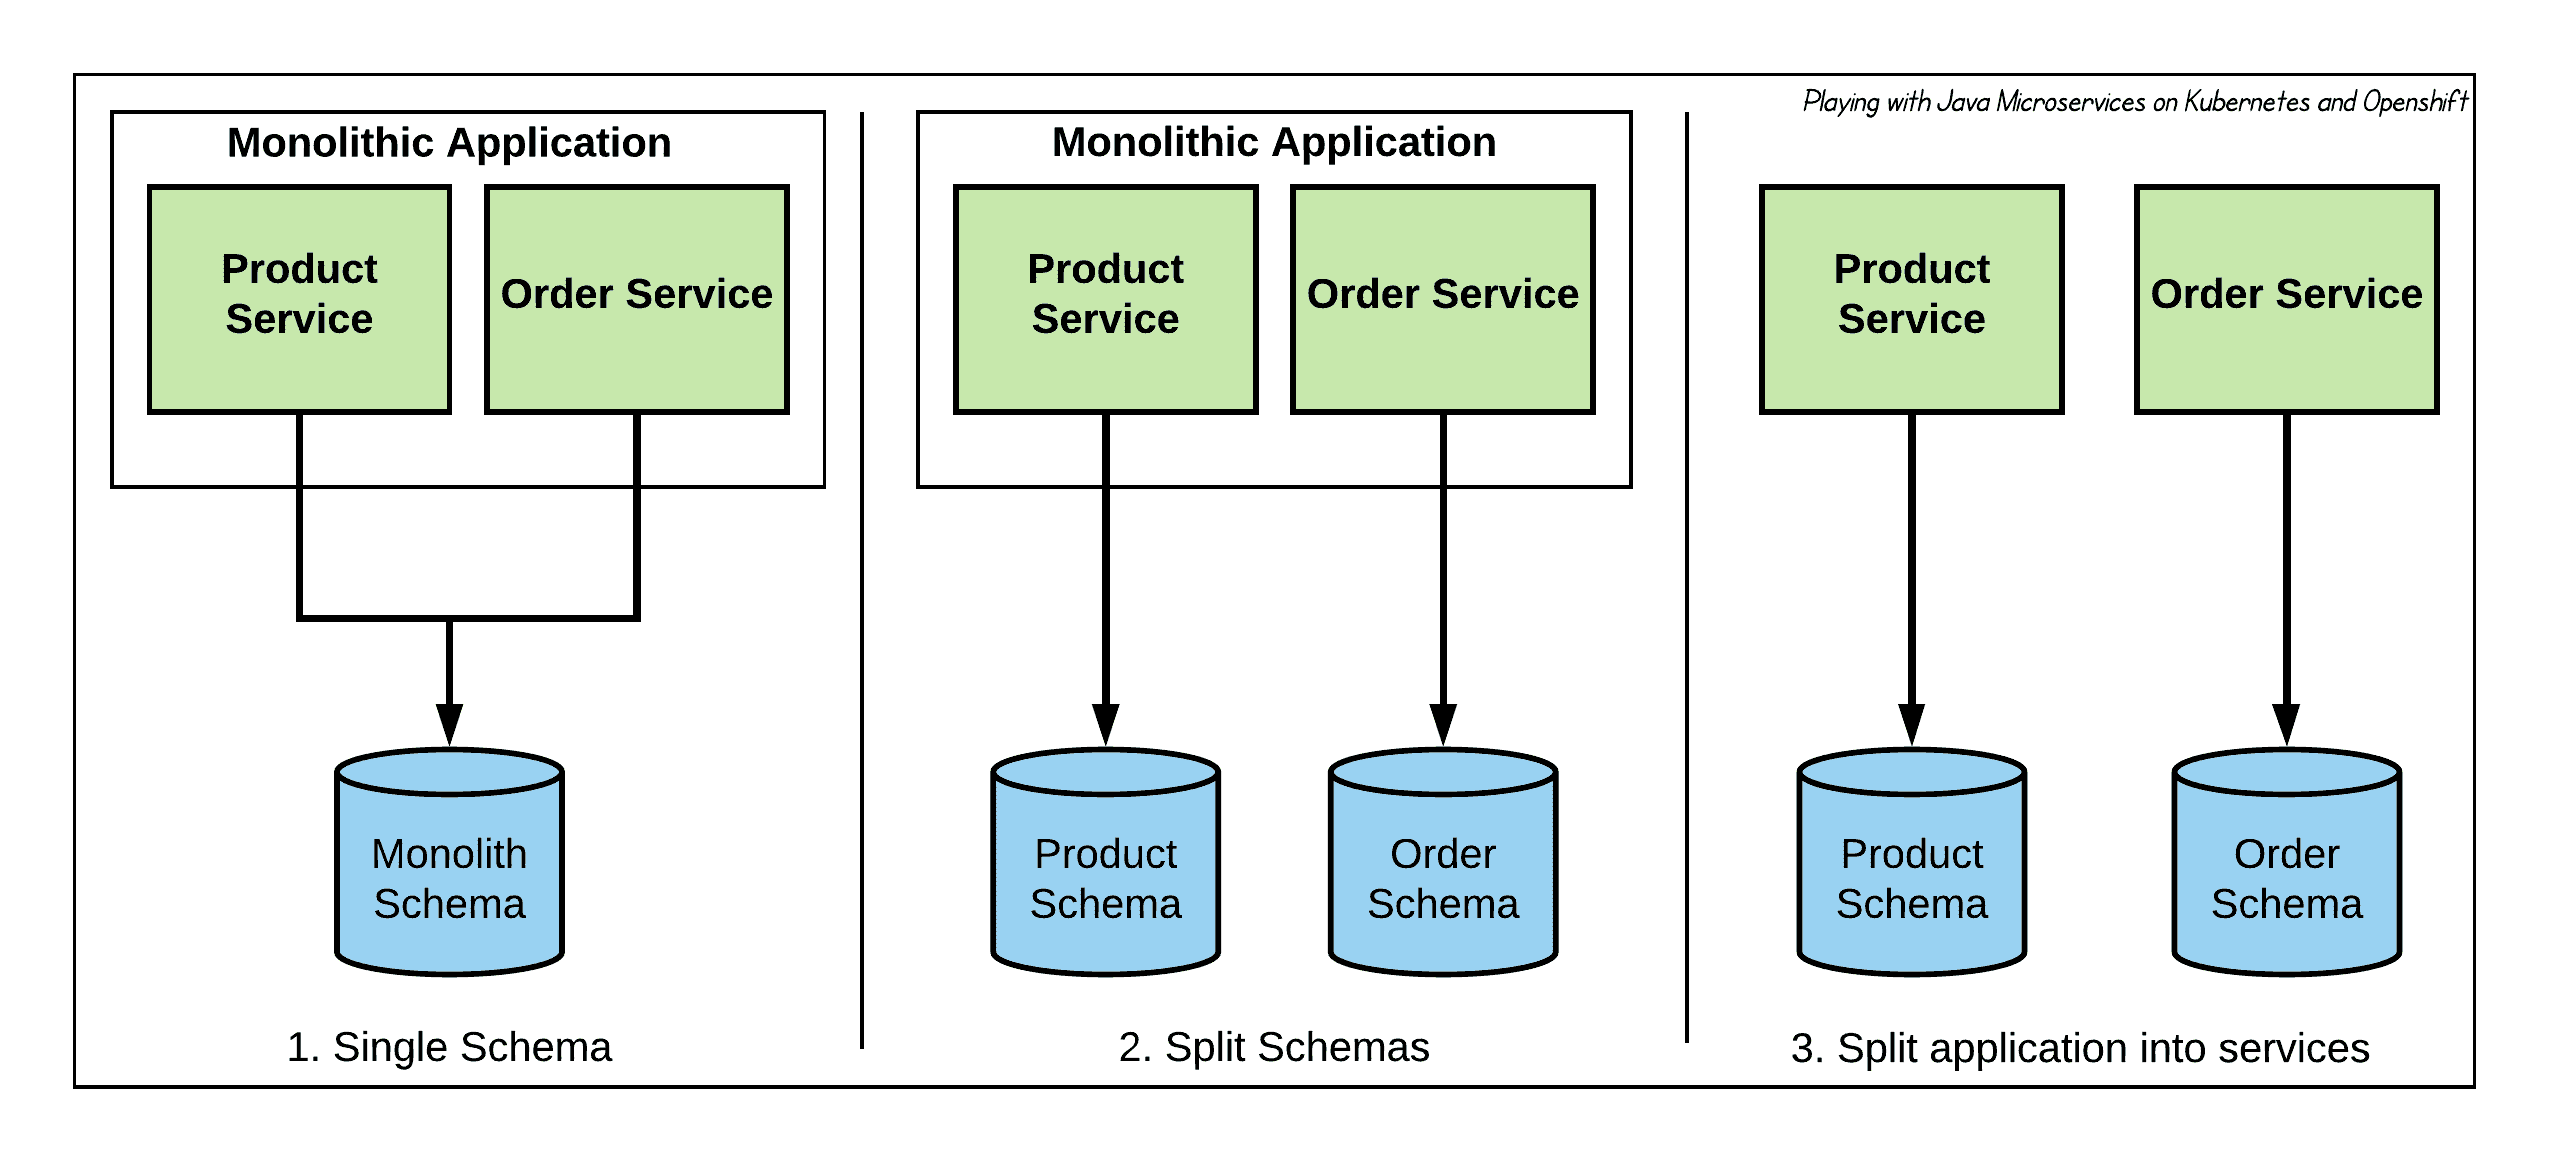 Playing with Java Microservices on Kubernetes and Openshift
Monolithic Application
Product
Service
Order Service
Monolith
Schema
1. Single Schema
Monolithic Application
Product
Service
Order Service
Product
Schema
Order
Schema
2. Split Schemas
Product
Service
Order Service
Product
Schema
Order
Schema
3. Split application into services